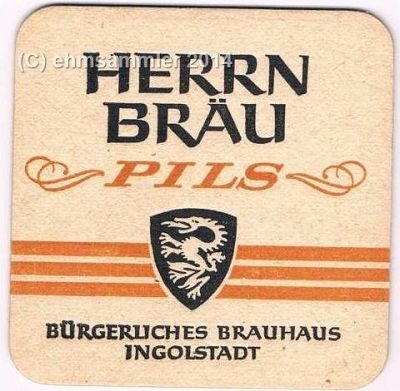 (C) ehmsammler 2014
HERRN
BRÄU
PILS
BÜRGERLICHES BRAUHAUS
INGOLSTADT